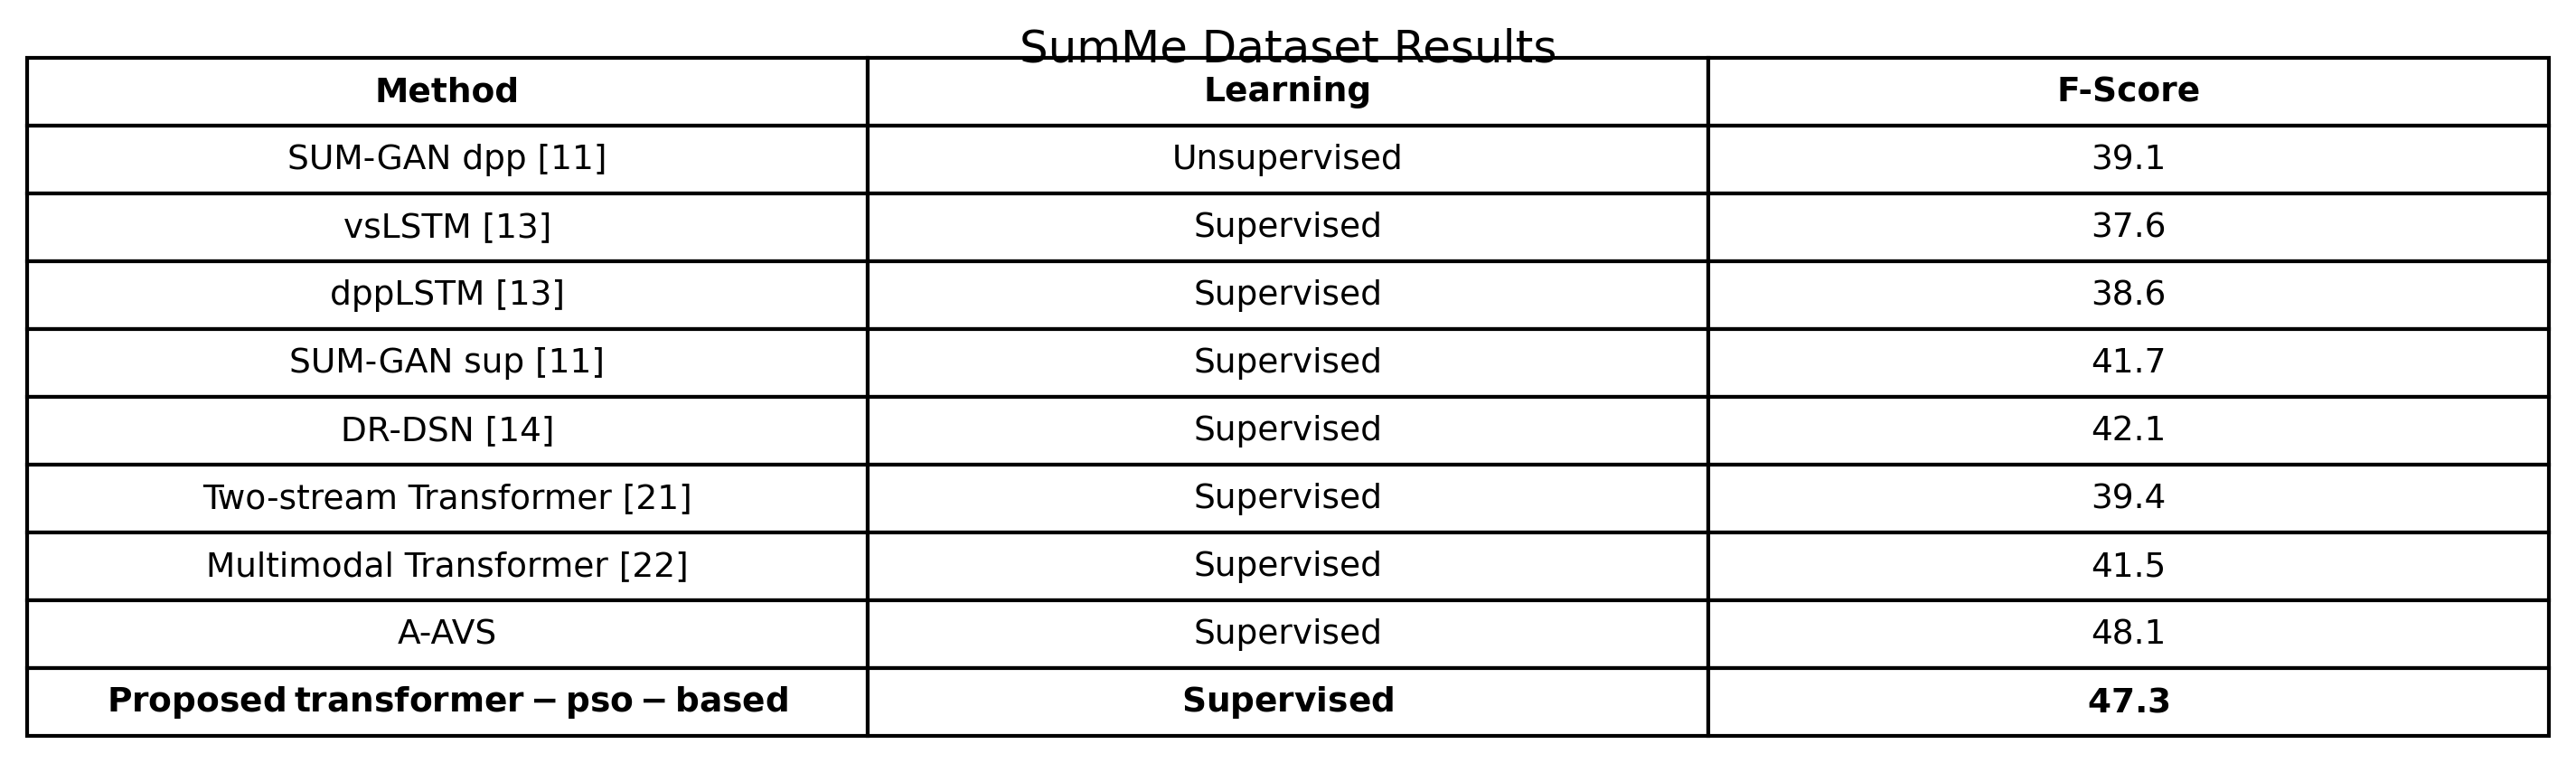 SumMe Dataset Results
Method Learning F-Score
SUM-GAN dpp [11] Unsupervised 39.1
vsLSTM [13] Supervised 37.6
dppLSTM [13] Supervised 38.6
SUM-GAN sup [11] Supervised 41.7
DR-DSN [14] Supervised 42.1
Two-stream Transformer [21] Supervised 39.4
Multimodal Transformer [22] Supervised 41.5
A-AVS Supervised 48.1
Proposed transformer − pso − based Supervised 47.3